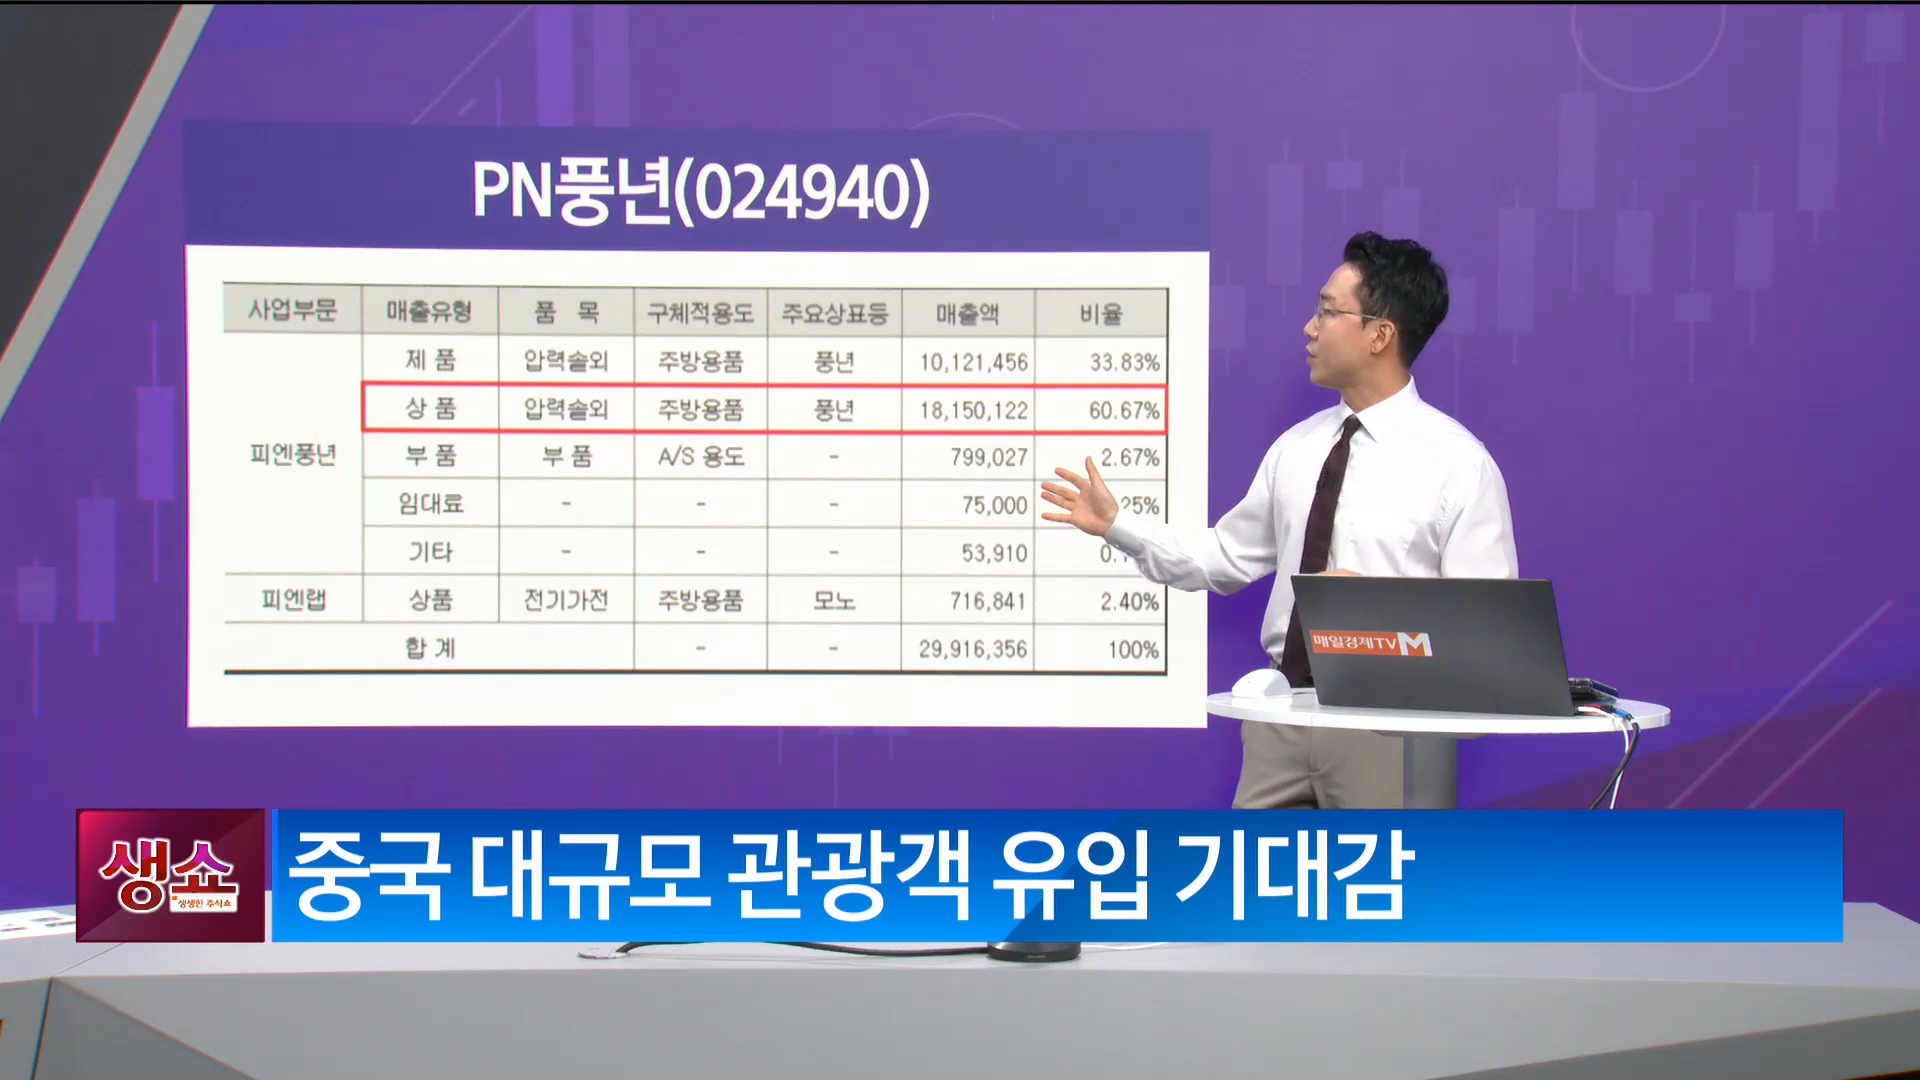 PN풍년(024940)
사업부문 매출유형 품 목 구체적용도 주요상표등 매출액 비율
제 품 압력솥외 주방용품 풍년 10,121,456 33.83%
상 품 압력솥외 주방용품 풍년 18,150,122 60.67%
피엔풍년 부 품 부 품 A/S 용도 - 799,027 2.67%
임대료 - - - 75,000 25%
기타 - - - 53,910
피엔랩 상품 전기가전 주방용품 모노 716,841 2.40%
합 계 - - 29,916,356 100%
매일경제TV M
생쇼
생생한 주식쇼
중국 대규모 관광객 유입 기대감